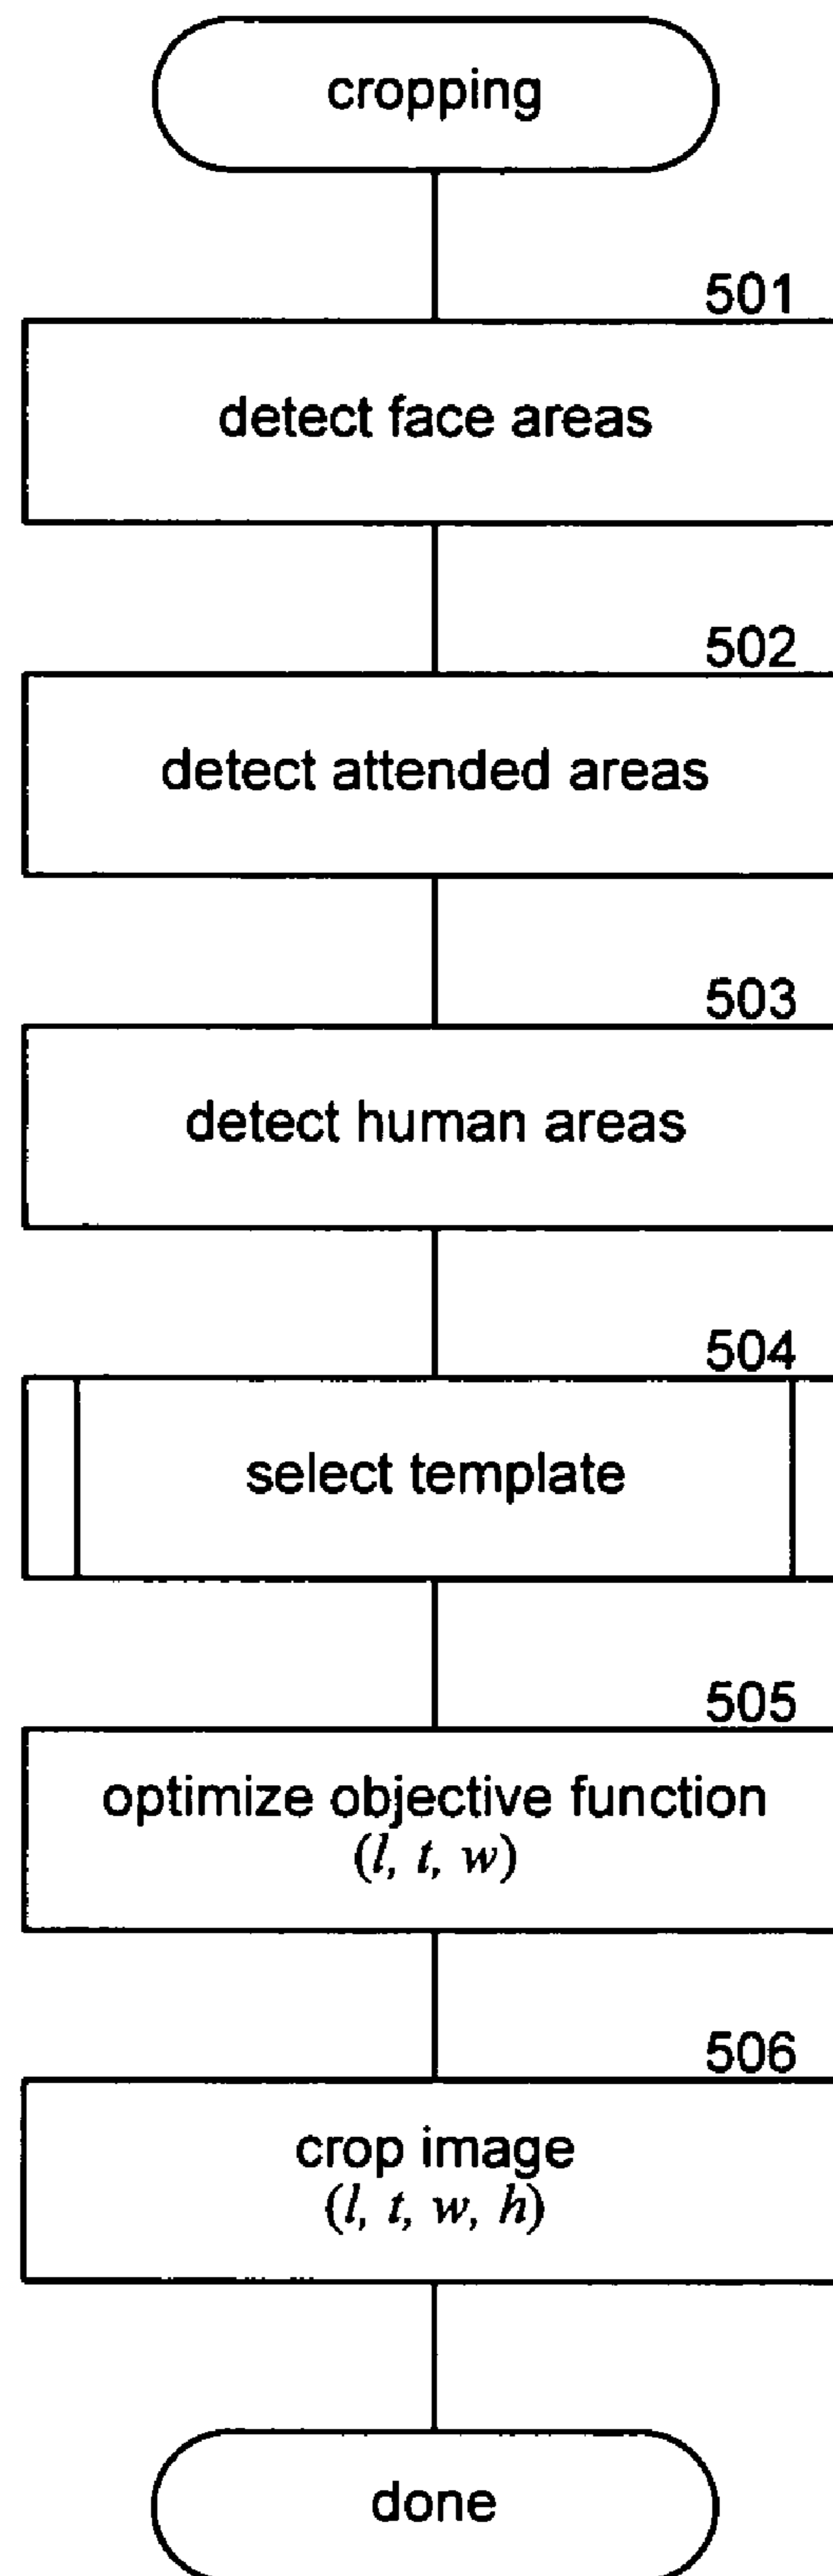 cropping
501
detect face areas
502
detect attended areas
503
detect human areas
504
select template
505
optimize objective function
(l, t, w)
506
crop image
(l, t, w, h)
done